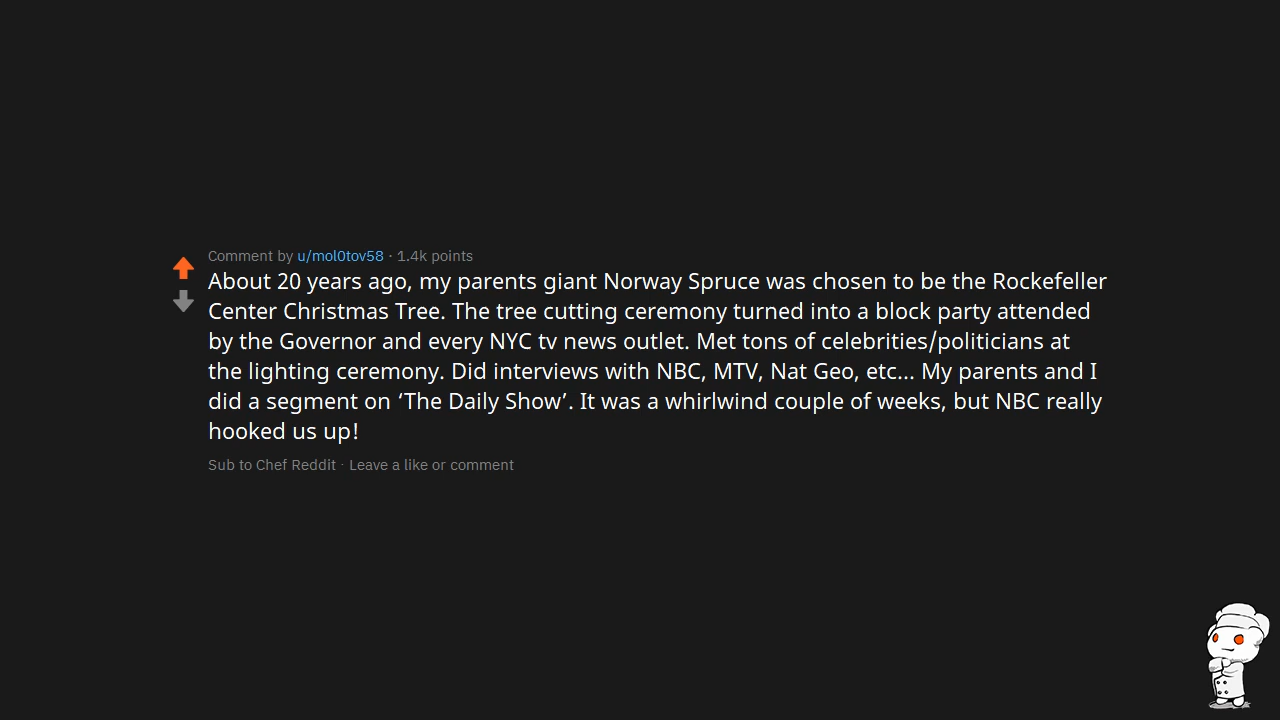 Comment by u/mol0tov58 · 1.4k points
About 20 years ago, my parents giant Norway Spruce was chosen to be the Rockefeller
Center Christmas Tree. The tree cutting ceremony turned into a block party attended
by the Governor and every NYC tv news outlet. Met tons of celebrities/politicians at
the lighting ceremony. Did interviews with NBC, MTV, Nat Geo, etc... My parents and I
did a segment on ‘The Daily Show’. It was a whirlwind couple of weeks, but NBC really
hooked us up!
Sub to Chef Reddit · Leave a like or comment